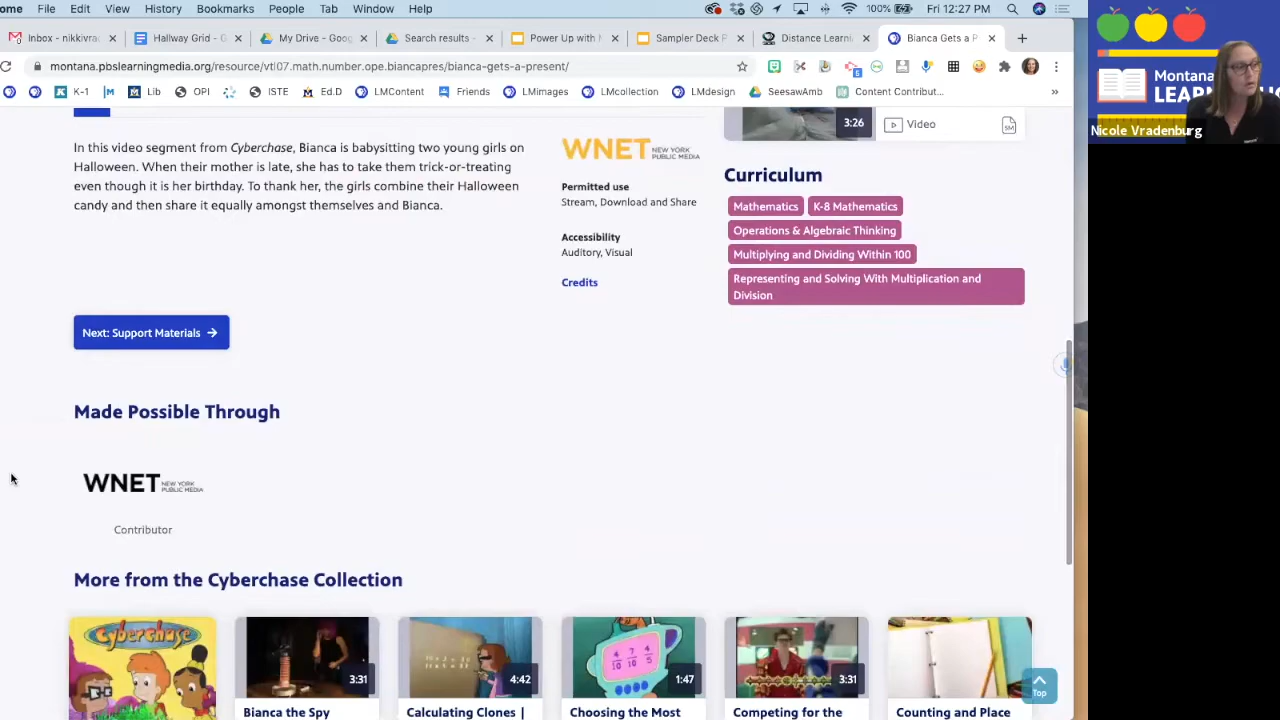 ome File Edit View History Bookmarks People Tab Window Help 100% Fri 12:27 PM
Inbox - nikkivra Hallway Grid - G My Drive - Goog Search results - Power Up with M Sampler Deck P Distance Learni Bianca Gets a P
montana.pbslearningmedia.org/resource/vtl07.math.number.ope.biancapres/bianca-gets-a-present/
K-1 Lib OPI ISTE LMCollection LMdesign SeesawAmb Content Contribut... »
Montana
LEARN
Nicole Vradenburg
3:26
Video
In this video segment from Cyberchase, Bianca is babysitting two young girls on
Halloween. When their mother is late, she has to take them trick-or-treating
even though it is her birthday. To thank her, the girls combine their Halloween
candy and then share it equally amongst themselves and Bianca.
WNET NEW YORK PUBLIC MEDIA
Permitted use
Stream, Download and Share
Accessibility
Auditory, Visual
Credits
Curriculum
Mathematics K-8 Mathematics
Operations & Algebraic Thinking
Multiplying and Dividing Within 100
Representing and Solving With Multiplication and
Division
Next: Support Materials →
Made Possible Through
WNET NEW YORK PUBLIC MEDIA
Contributor
More from the Cyberchase Collection
Cyberchase
3:31
4:42
1:47
3:31
Top
Bianca the Spy
Calculating Clones |
Choosing the Most
Competing for the
Counting and Place